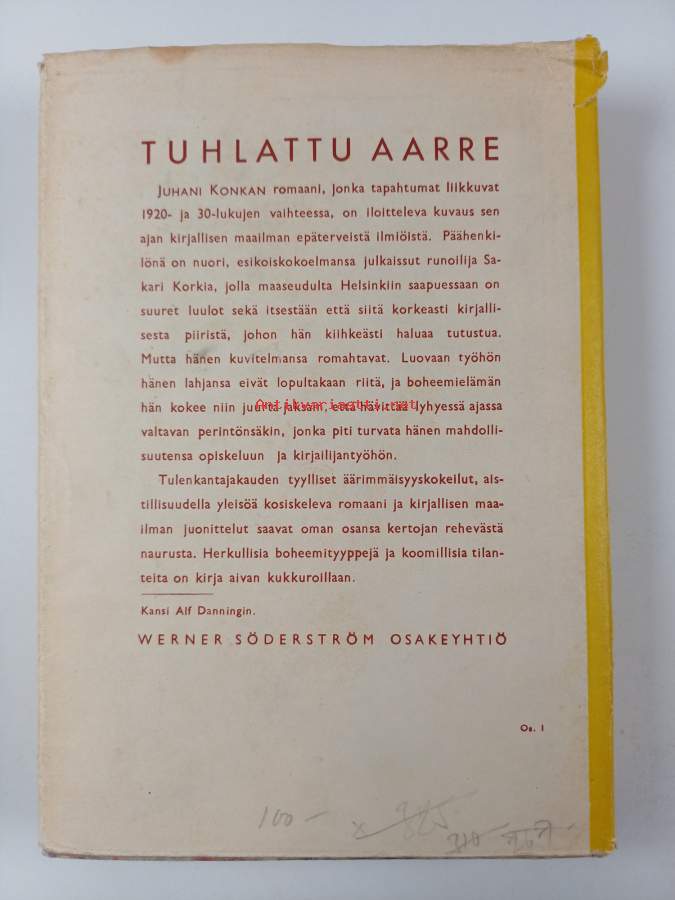 TUHLATTU AARRE
JUHANI KONKAN romaani, jonka tapahtumat liikkuvat
1920- ja 30-lukujen vaihteessa, on iloitteleva kuvaus sen
ajan kirjallisen maailman epäterveistä ilmiöistä. Päähenki-
lönä on nuori, esikoiskokoelmansa julkaissut runoilija Sa-
kari Korkia, jolla maaseudulta Helsinkiin saapuessaan on
suuret luulot sekä itsestään että siitä korkeasti kirjalli-
sesta piiristä, johon hän kiihkeästi haluaa tutustua.
Mutta hänen kuvitelmansa romahtavat. Luovaan työhön
hänen lahjansa eivät lopultakaan riitä, ja boheemielämän
hän kokee niin juurta jaksain, että hävittää lyhyessä ajassa
Antikvariaatti.net
valtavan perintönsäkin, jonka piti turvata hänen mahdolli-
suutensa opiskeluun ja kirjailijantyöhön.
Tulenkantajakauden tyylliset äärimmäisyyskokeilut, ais-
tillisuudella yleisöä kosiskeleva romaani ja kirjallisen maa-
ilman juonittelut saavat oman osansa kertojan rehevästä
naurusta. Herkullisia boheemityyppejä ja koomillisia tilan-
teita on kirja aivan kukkuroillaan.
Kansi Alf Danningin.
WERNER SÖDERSTRÖM OSAKEYHTIÖ
Os. 1
100 —